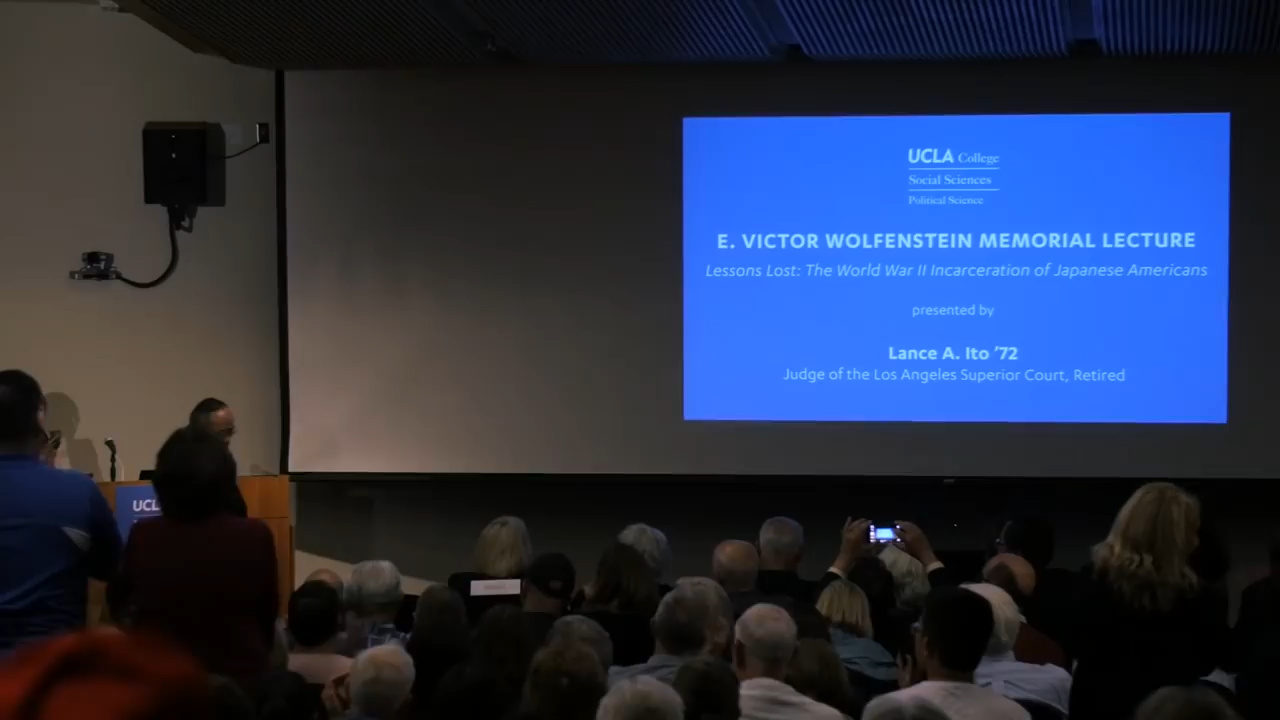 UCLA College
Social Sciences
Political Science
E. VICTOR WOLFENSTEIN MEMORIAL LECTURE
Lessons Lost: The World War II Incarceration of Japanese Americans
presented by
Lance A. Ito '72
Judge of the Los Angeles Superior Court, Retired
UCL